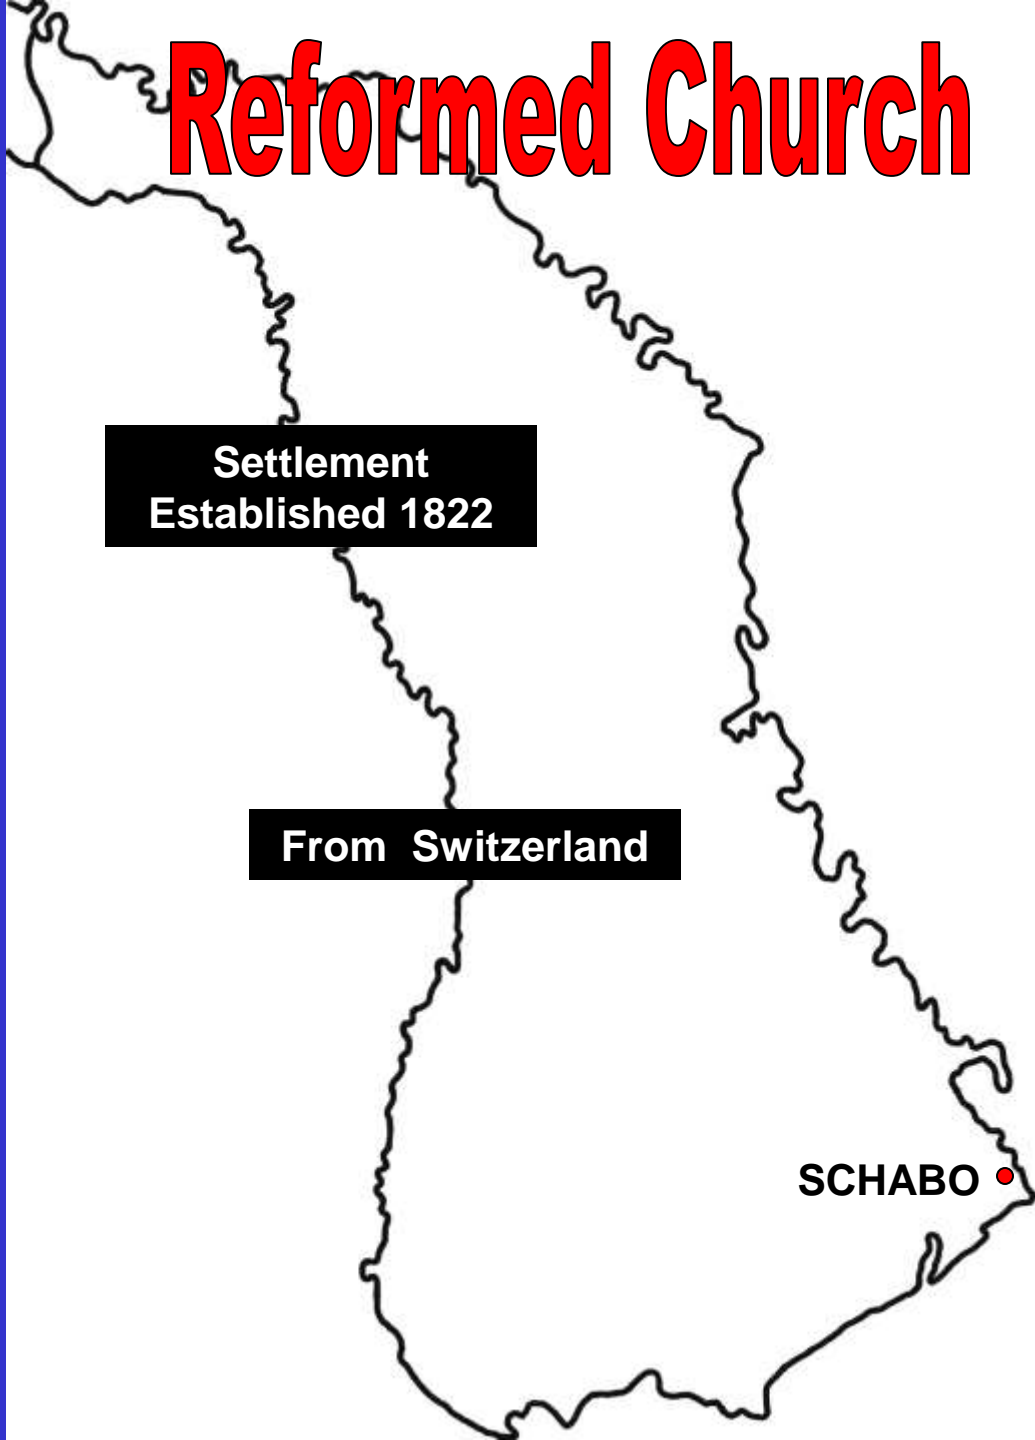 Reformed Church
Settlement
Established 1822
From Switzerland
SCHABO